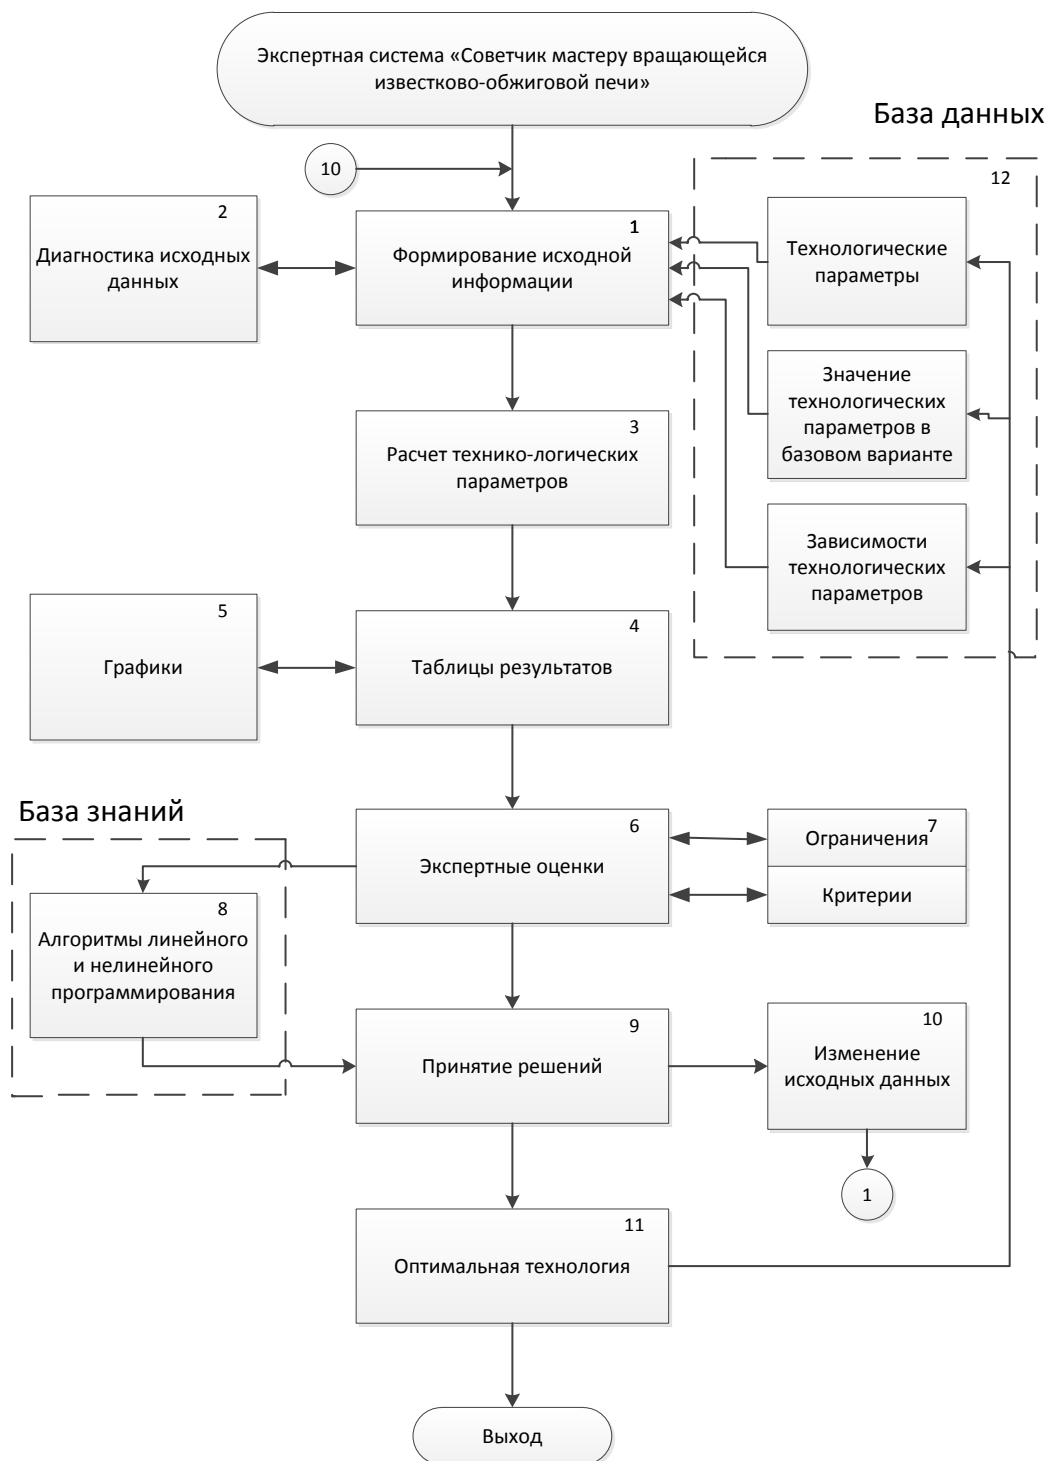 Экспертная система «Советчик мастеру вращающейся
известково-обжиговой печи»
База данных
10
12
2
Диагностика исходных
данных
1
Формирование исходной
информации
Технологические
параметры
Значение
технологических
параметров в
базовом варианте
3
Расчет технико-логических
параметров
Зависимости
технологических
параметров
5
Графики
4
Таблицы результатов
База знаний
6
Экспертные оценки
7
Ограничения
Критерии
8
Алгоритмы линейного
и нелинейного
программирования
9
Принятие решений
10
Изменение
исходных данных
1
11
Оптимальная технология
Выход